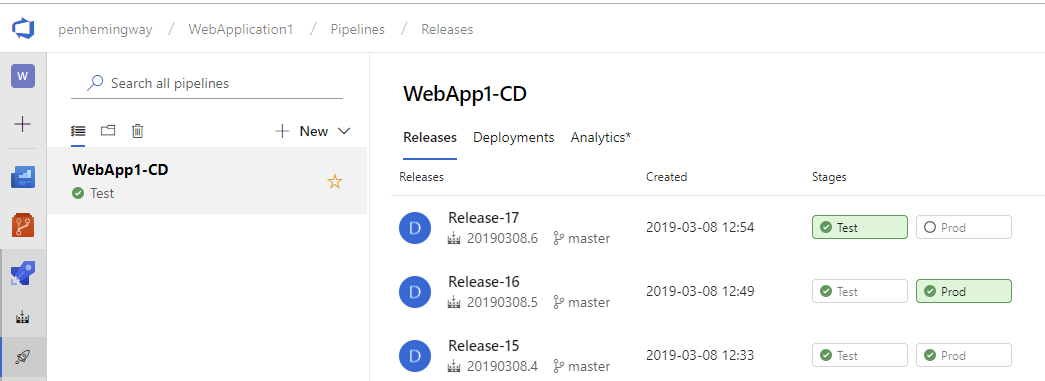 penhemingway / WebApplication1 / Pipelines / Releases
W
Search all pipelines
New
WebApp1-CD
Test
WebApp1-CD
Releases Deployments Analytics*
Releases Created Stages
D Release-17 2019-03-08 12:54 Test Prod
20190308.6 master
D Release-16 2019-03-08 12:49 Test Prod
20190308.5 master
D Release-15 2019-03-08 12:33 Test Prod
20190308.4 master